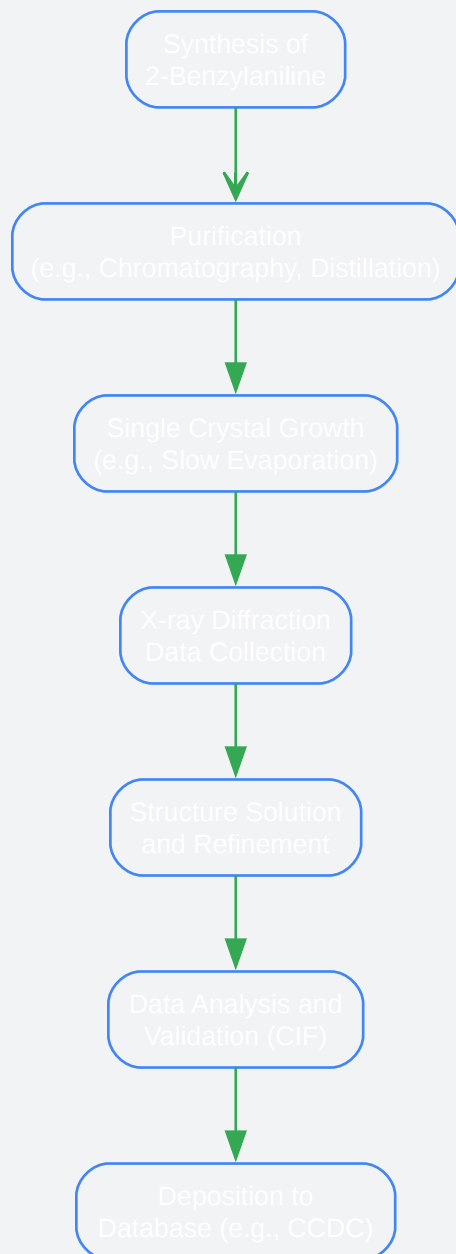 Synthesis of
2-Benzylaniline
Purification
(e.g., Chromatography, Distillation)
Single Crystal Growth
(e.g., Slow Evaporation)
X-ray Diffraction
Data Collection
Structure Solution
and Refinement
Data Analysis and
Validation (CIF)
Deposition to
Database (e.g., CCDC)